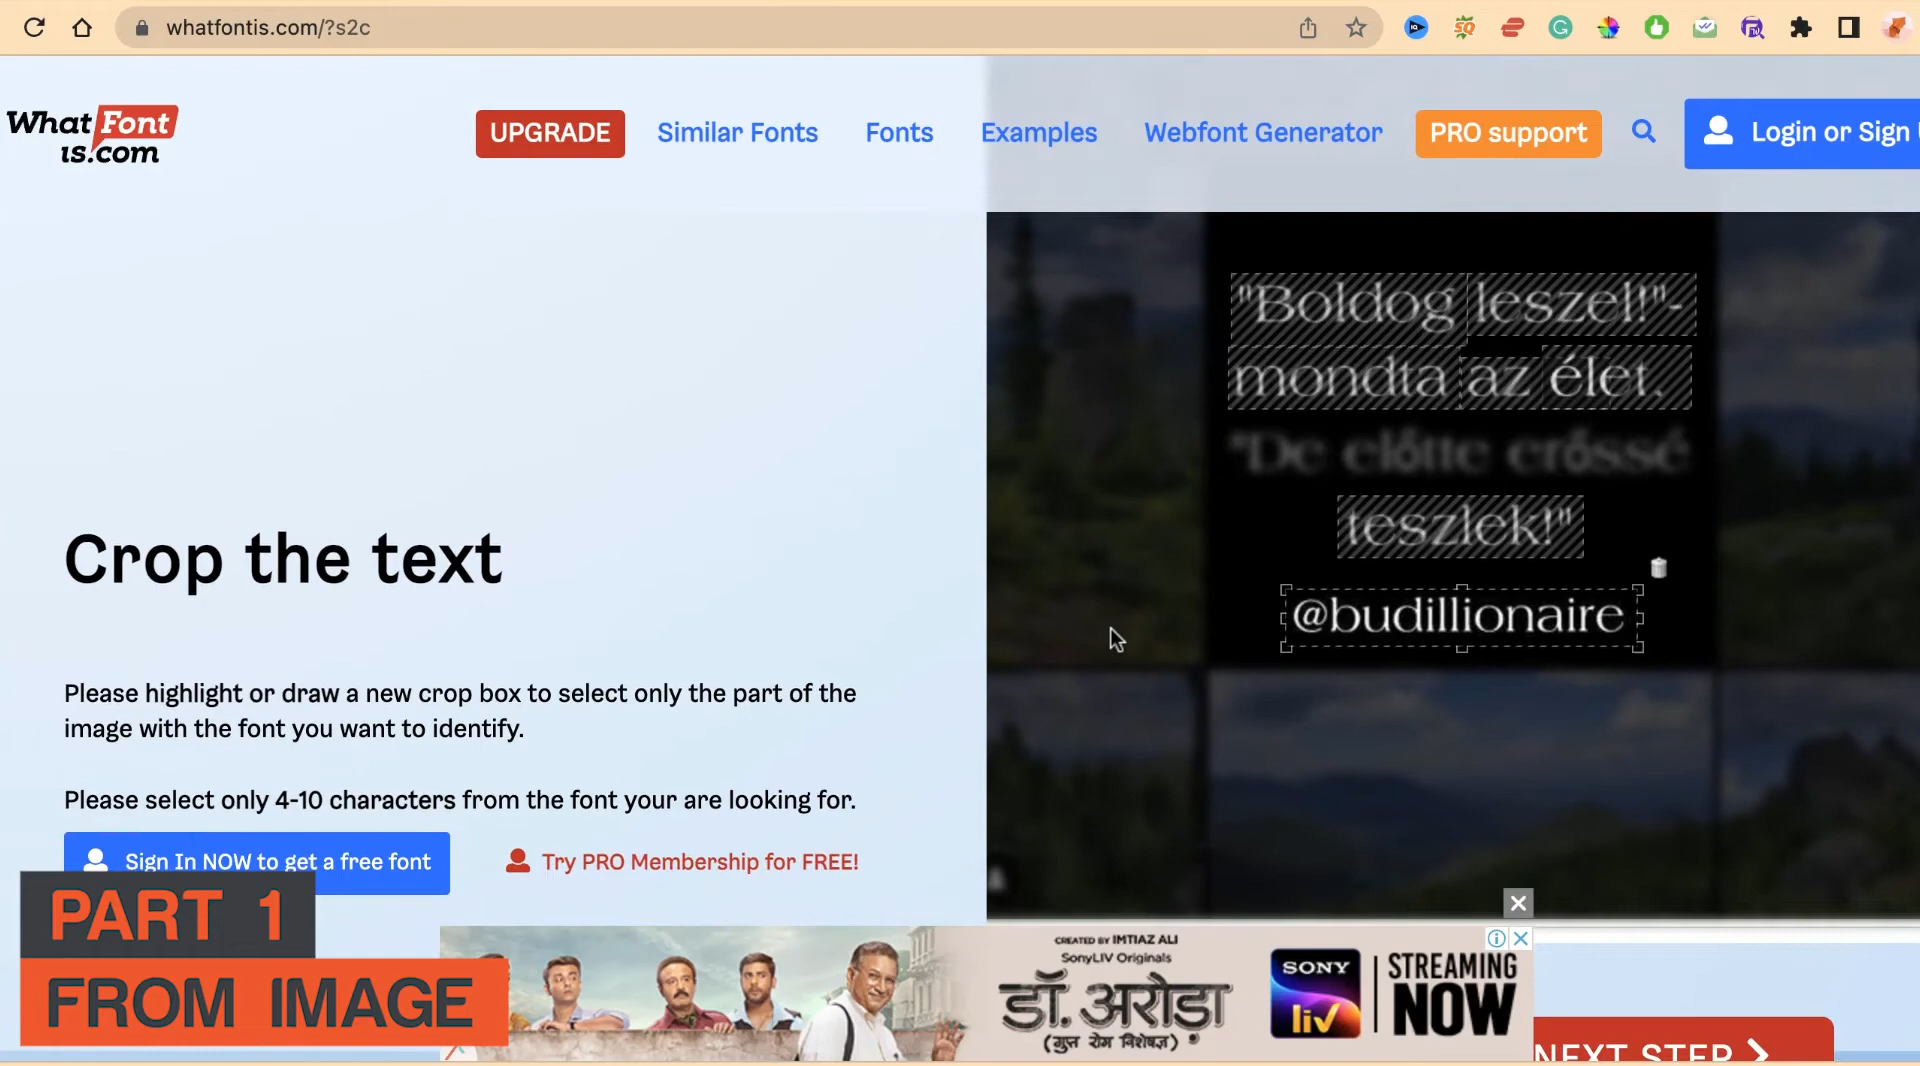 whatfontis.com/?s2c
What Font is.com
UPGRADE
Similar Fonts
Fonts
Examples
Webfont Generator
PRO support
Login or Sign
"Boldog leszel!"-
mondta az élet.
"De előtte erőssé
teszlek!"
@budillionaire
Crop the text
Please highlight or draw a new crop box to select only the part of the
image with the font you want to identify.
Please select only 4-10 characters from the font your are looking for.
Sign In NOW to get a free font
Try PRO Membership for FREE!
PART 1
FROM IMAGE
CREATED BY IMTIAZ ALI
SonyLIV Originals
डॉ. अरोड़ा
(गुप्त रोग विशेषज्ञ)
SONY
liv
STREAMING
NOW
NEXT STEP